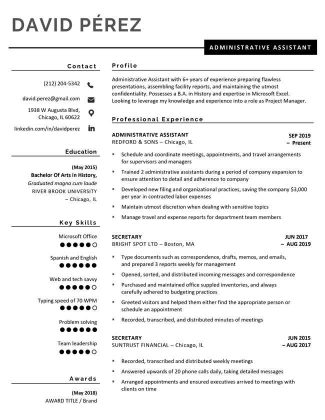 DAVID PÉREZ
ADMINISTRATIVE ASSISTANT
Contact
(212) 204-5342
david.perez@gmail.com
1938 W Augusta Blvd,
Chicago, IL 60622
linkedin.com/in/davidperez
Education
(May 2015)
Bachelor Of Arts in History,
Graduated magna cum laude
RIVER BROOK UNIVERSITY
– Chicago, IL
Key Skills
Microsoft Office
Spanish and English
Web and tech savvy
Typing speed of 70 WPM
Problem solving
Team leadership
Awards
(May 2018)
AWARD TITLE / Brand
Profile
Administrative Assistant with 6+ years of experience preparing flawless
presentations, assembling facility reports, and maintaining the utmost
confidentiality. Possesses a B.A. in History and expertise in Microsoft Excel.
Looking to leverage my knowledge and experience into a role as Project Manager.
Professional Experience
ADMINISTRATIVE ASSISTANT SEP 2019
REDFORD & SONS – Chicago, IL – Present
• Schedule and coordinate meetings, appointments, and travel arrangements
for supervisors and managers
• Trained 2 administrative assistants during a period of company expansion to
ensure attention to detail and adherence to company
• Developed new filing and organizational practices, saving the company $3,000
per year in contracted labor expenses
• Maintain utmost discretion when dealing with sensitive topics
• Manage travel and expense reports for department team members
SECRETARY JUN 2017
BRIGHT SPOT LTD – Boston, MA – AUG 2019
• Type documents such as correspondence, drafts, memos, and emails,
and prepared 3 reports weekly for management
• Opened, sorted, and distributed incoming messages and correspondence
• Purchased and maintained office supplied inventories, and always
carefully adhered to budgeting practices
• Greeted visitors and helped them either find the appropriate person or
schedule an appointment
• Recorded, transcribed, and distributed minutes of meetings
SECRETARY JUN 2015
SUNTRUST FINANCIAL – Chicago, IL – AUG 2017
• Recorded, transcribed and distributed weekly meetings
• Answered upwards of 20 phone calls daily, taking detailed messages
• Arranged appointments and ensured executives arrived to meetings with
clients on time